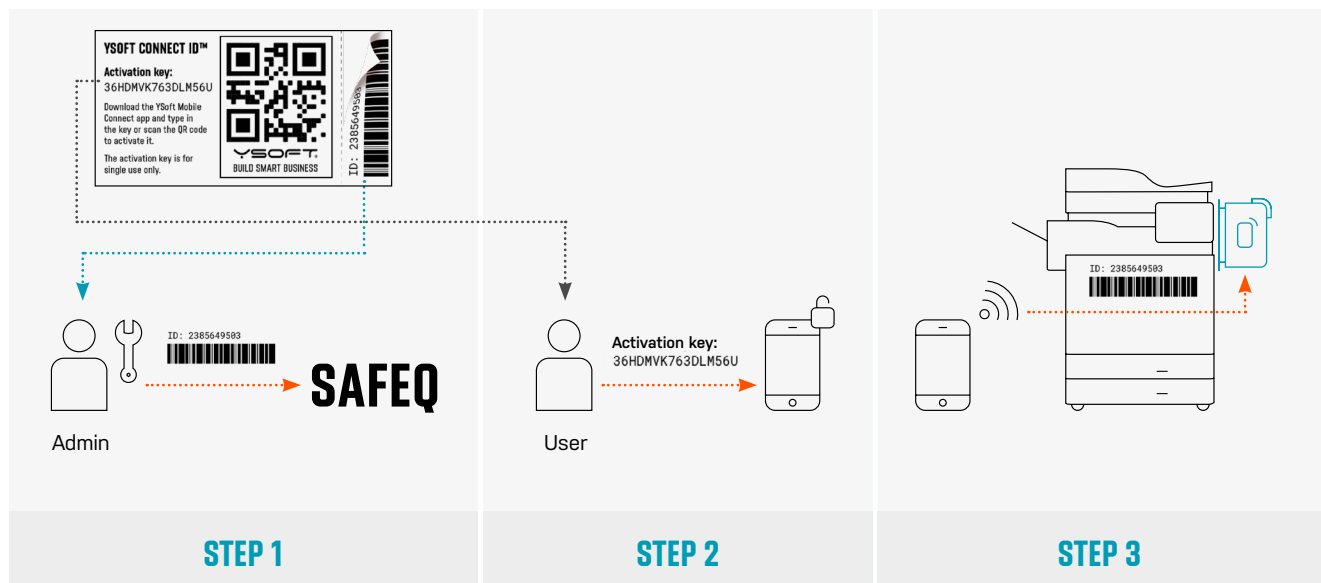 YSOFT CONNECT ID™
Activation key:
36HDMVK763DLM56U
Download the YSoft Mobile
Connect app and type in
the key or scan the QR code
to activate it.
The activation key is for
single use only.
YSOFT.
BUILD SMART BUSINESS
ID: 2385649503
ID: 2385649503
SAFEQ
Admin
STEP 1
Activation key:
36HDMVK763DLM56U
User
STEP 2
ID: 2385649503
STEP 3